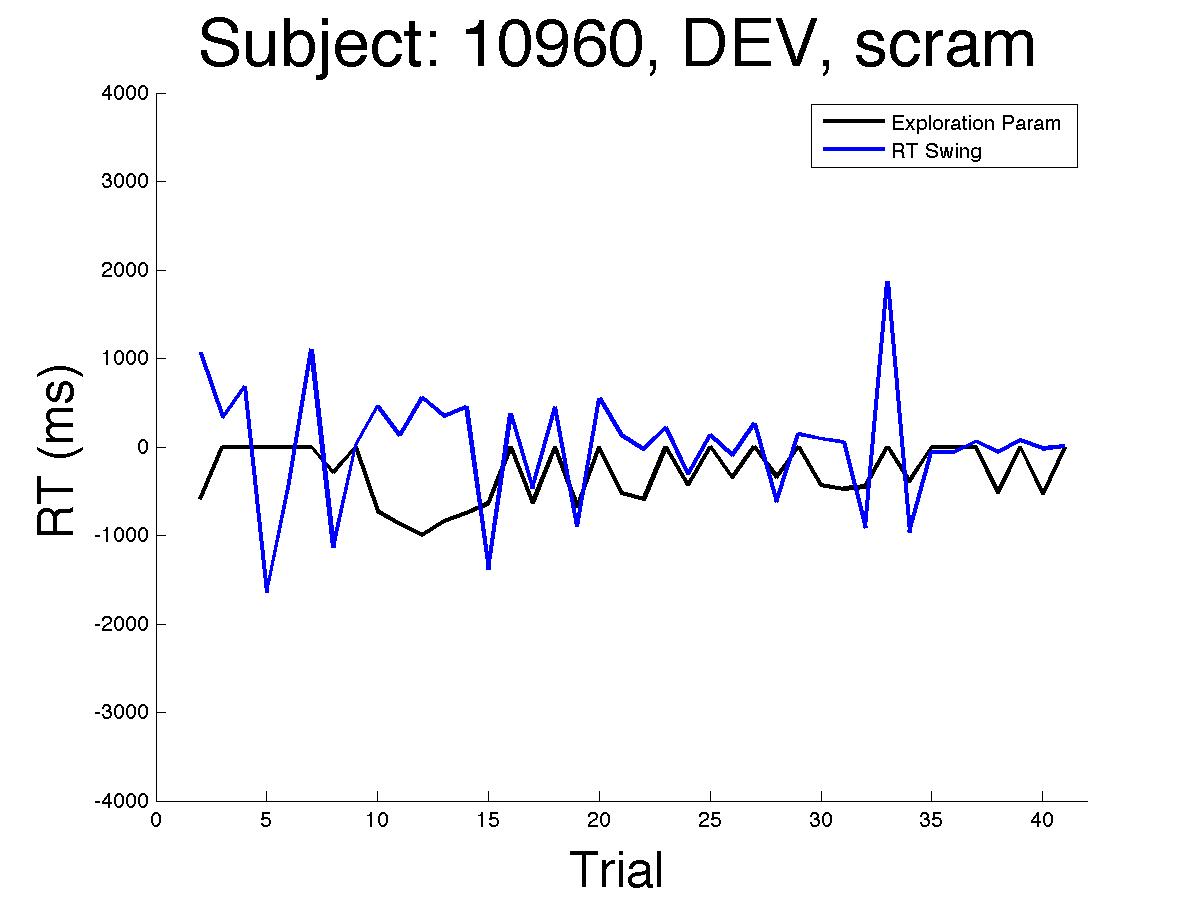 Subject: 10960, DEV, scram
4000
3000
2000
1000
0
-1000
-2000
-3000
-4000
RT (ms)
Exploration Param
RT Swing
0 5 10 15 20 25 30 35 40
Trial